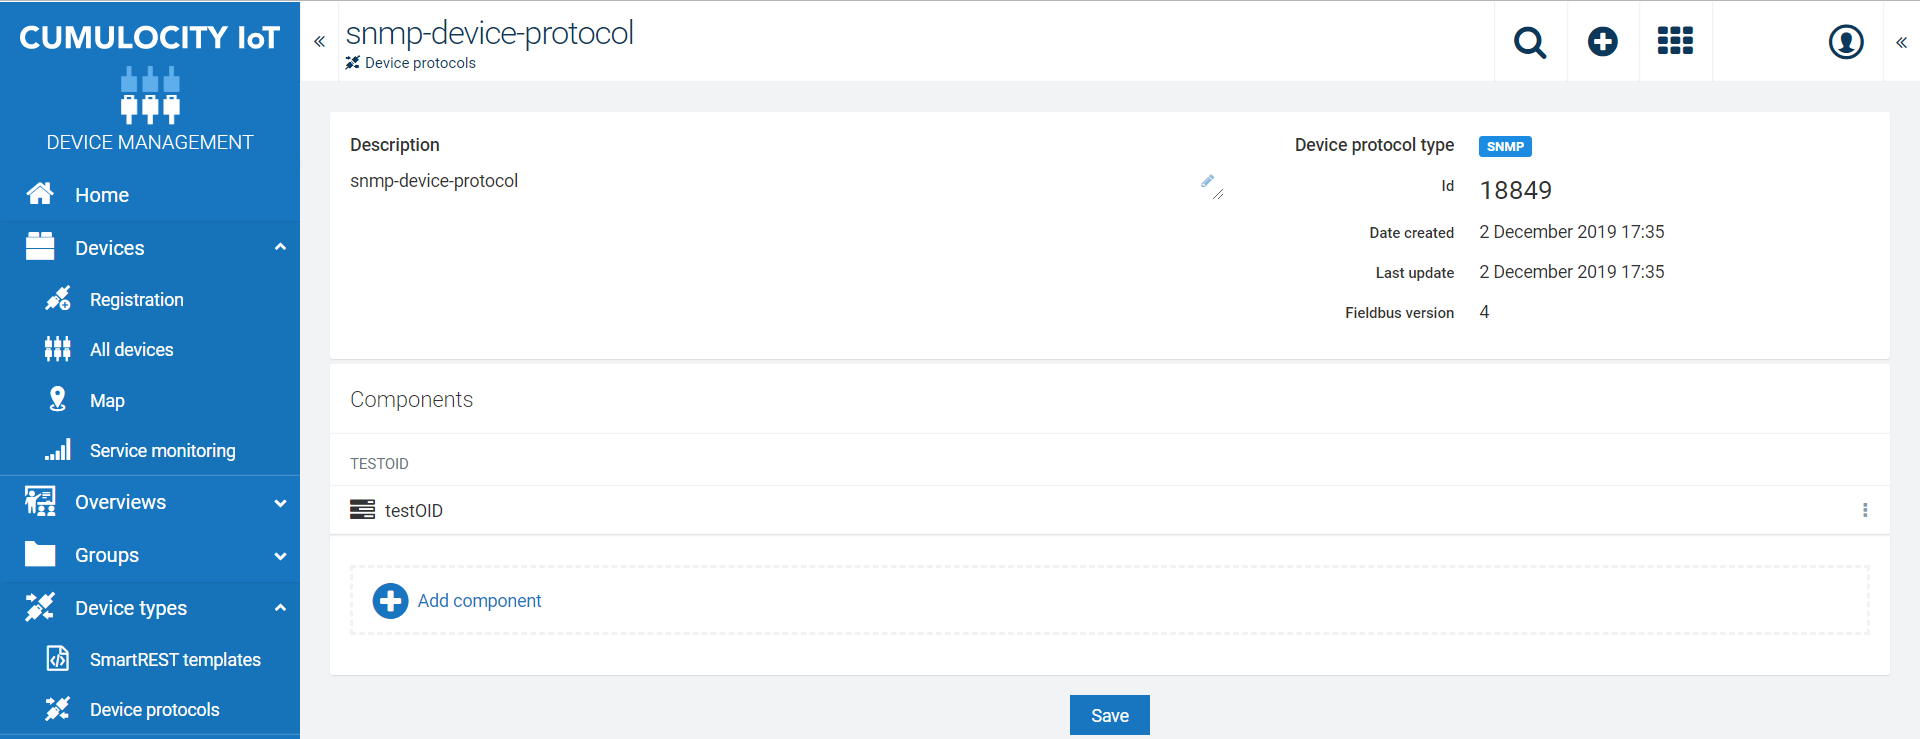 CUMULOCITY IoT
DEVICE MANAGEMENT
Home
Devices
Registration
All devices
Map
Service monitoring
Overviews
Groups
Device types
SmartREST templates
Device protocols
snmp-device-protocol
Device protocols
Description
snmp-device-protocol
Device protocol type SNMP
Id 18849
Date created 2 December 2019 17:35
Last update 2 December 2019 17:35
Fieldbus version 4
Components
TESTOID
testOID
Add component
Save